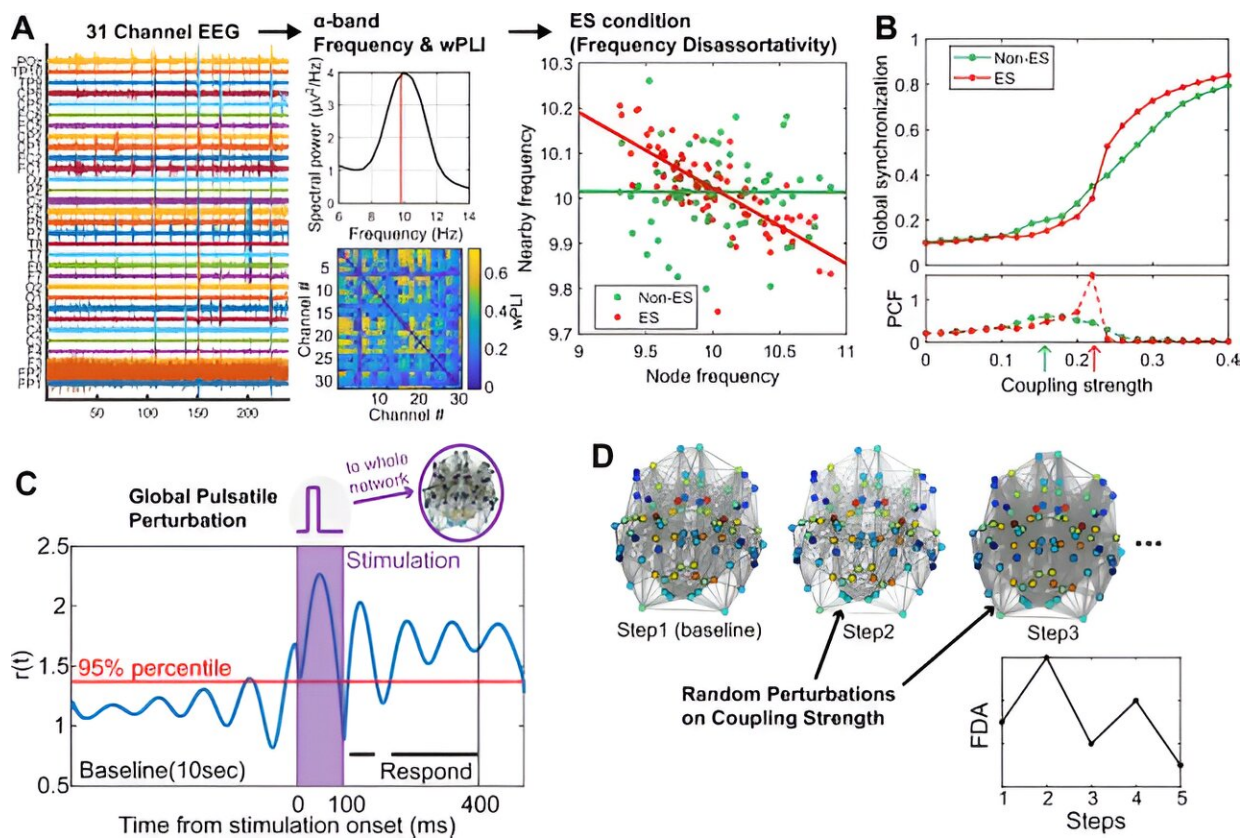 A
31 Channel EEG
α-band
Frequency & wPLI
ES condition
(Frequency Disassortativity)
TP10
50
100
150
200
Spectral power (µV²/Hz)
4
3
2
1
0
6
8
10
12
14
Frequency (Hz)
Channel #
5
10
15
20
25
30
10
20
30
Channel #
0.6
0.4
0.2
0
wPLI
Nearby frequency
10.3
10.2
10.1
10
9.9
9.8
9.7
Non-ES
ES
9
9.5
10
10.5
11
Node frequency
B
Global synchronization
1
0.8
0.6
0.4
0.2
0
Non-ES
ES
PCF
1
0
0
0.1
0.2
0.3
0.4
Coupling strength
C
Global Pulsatile
Perturbation
to whole
network
r(t)
2.5
2
1.5
1
0.5
Stimulation
95% percentile
Baseline(10sec)
Respond
0
100
400
Time from stimulation onset (ms)
D
Step1 (baseline)
Step2
Step3
...
Random Perturbations
on Coupling Strength
FDA
1
2
3
4
5
Steps